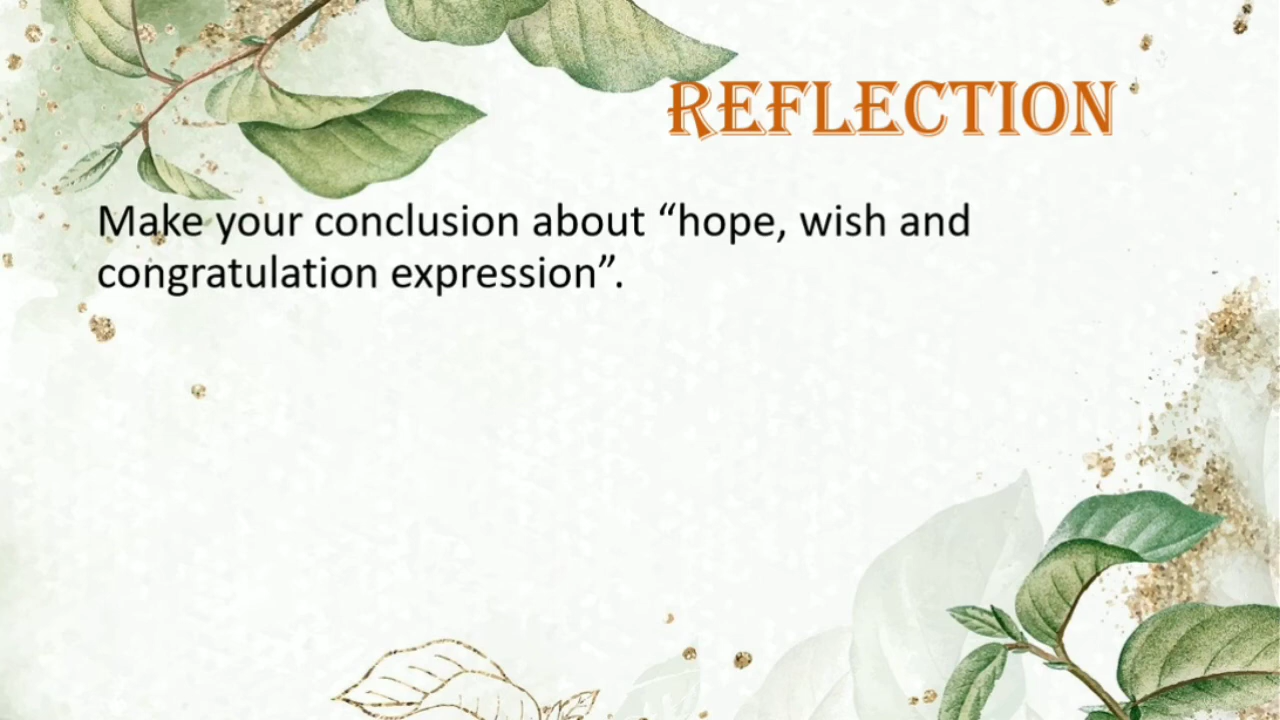 REFLECTION
Make your conclusion about “hope, wish and
congratulation expression”.